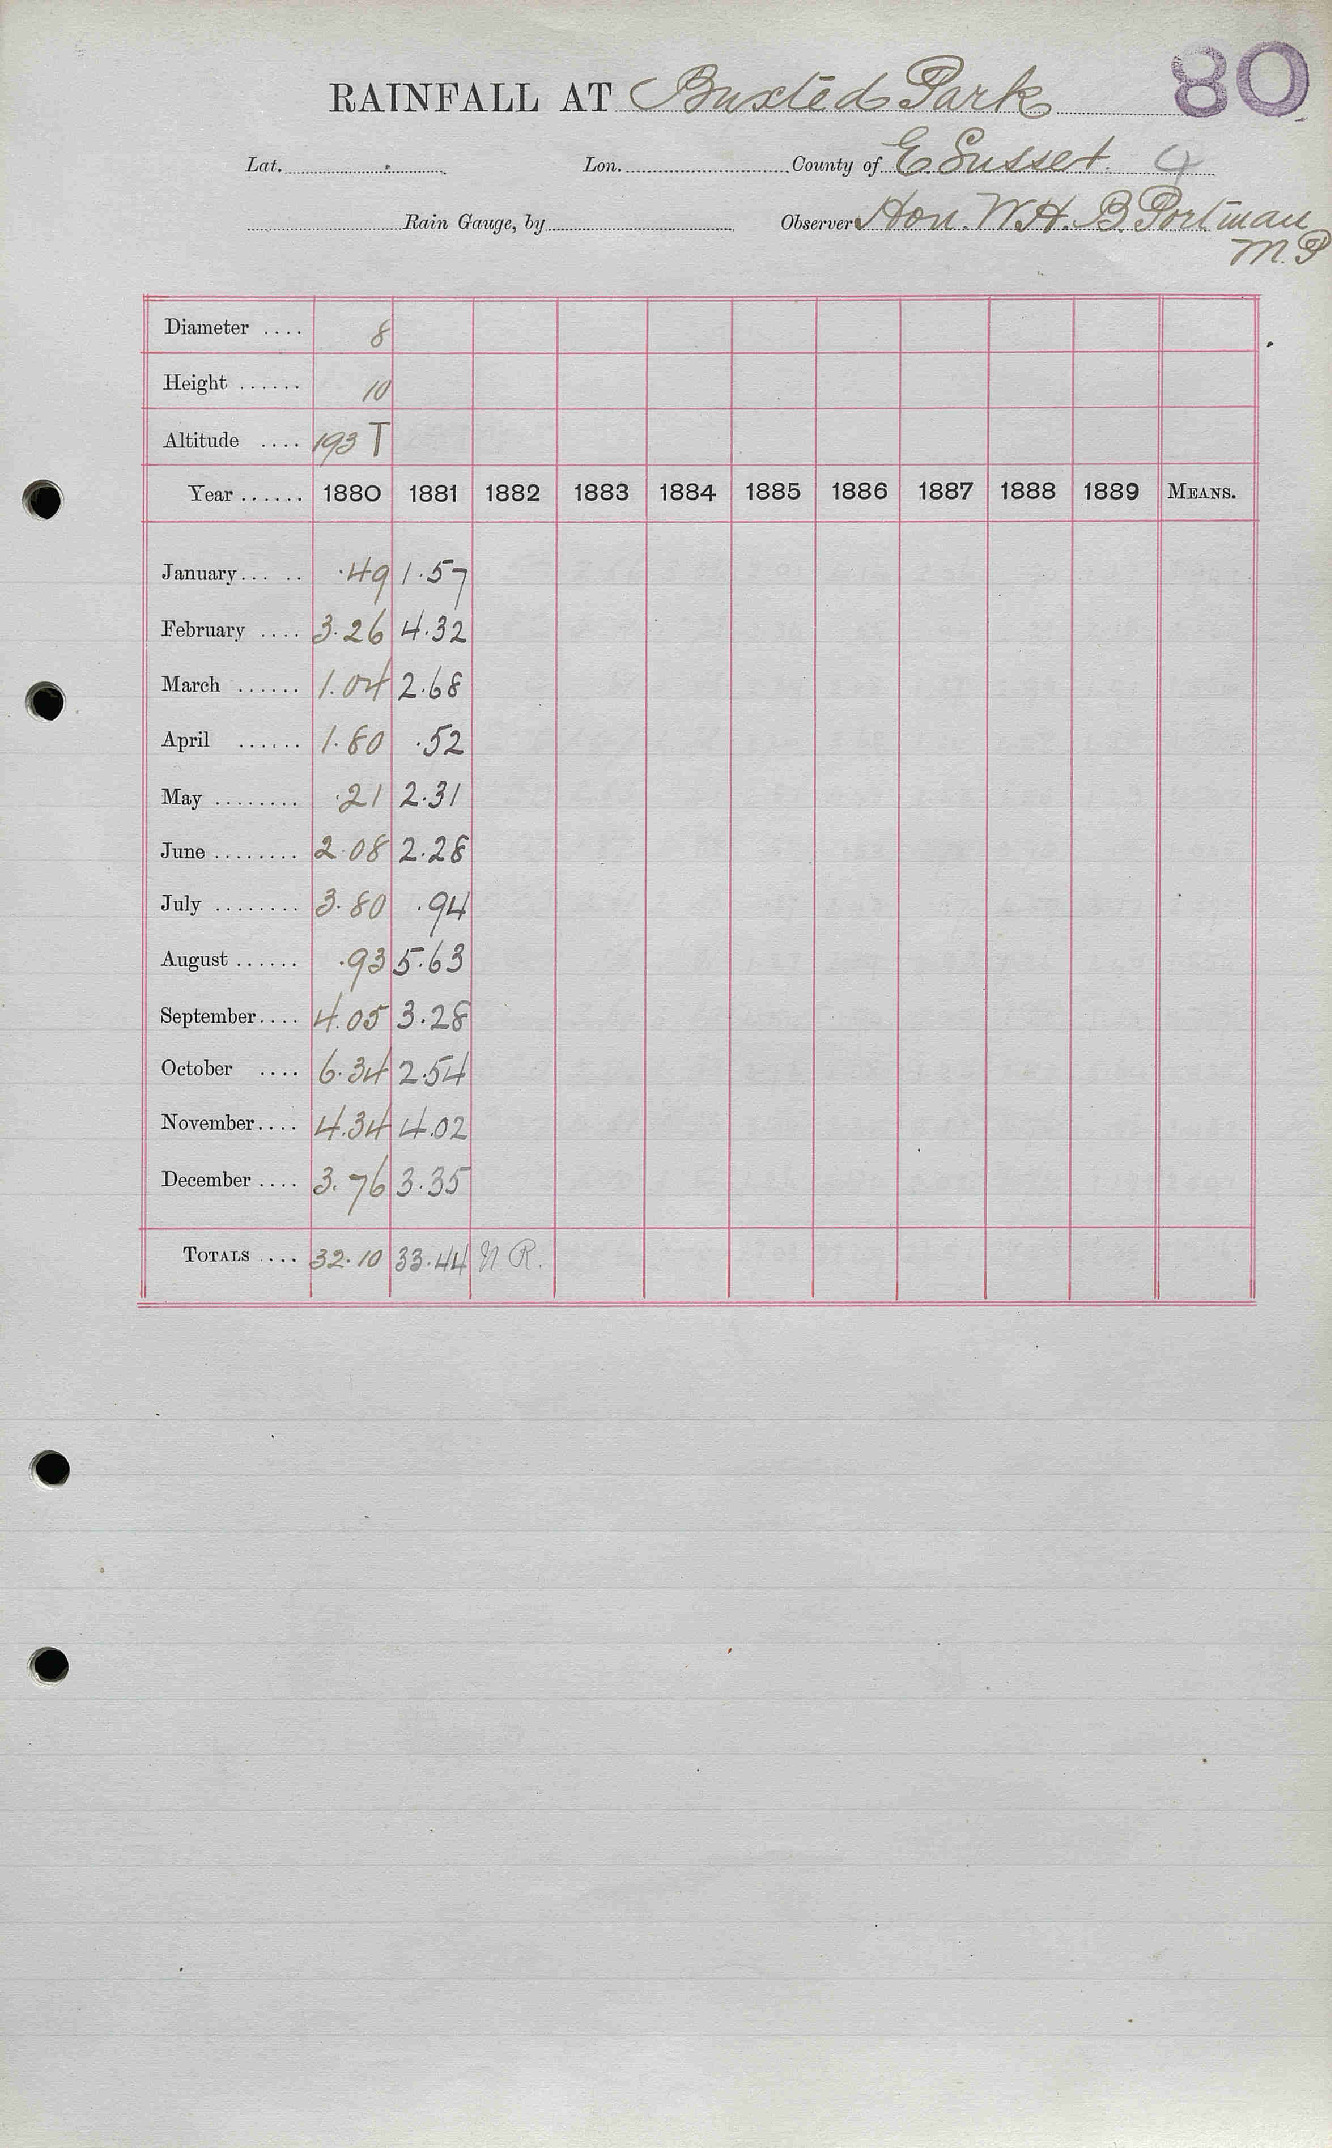 RAINFALL AT Buxted Park 80
Lat. Lon. County of E. Sussex. 4
Rain Gauge, by Observer Hon. W.H.B. Portman
M.P
Diameter .... 8
Height ...... 10
Altitude .... 193 T
Year ...... 1880 1881 1882 1883 1884 1885 1886 1887 1888 1889 MEANS.
January ... .. .49 1.57
February .... 3.26 4.32
March ...... 1.04 2.68
April ...... 1.80 .52
May ........ .21 2.31
June ........ 2.08 2.28
July ........ 3.80 .94
August ...... .93 5.63
September .... 4.05 3.28
October .... 6.34 2.54
November .... 4.34 4.02
December .... 3.76 3.35
TOTALS .... 32.10 33.44 N R.